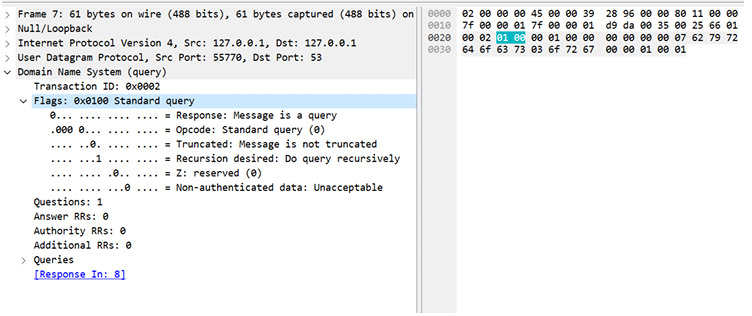 Frame 7: 61 bytes on wire (488 bits), 61 bytes captured (488 bits) on
Null/Loopback
Internet Protocol Version 4, Src: 127.0.0.1, Dst: 127.0.0.1
User Datagram Protocol, Src Port: 55770, Dst Port: 53
Domain Name System (query)
Transaction ID: 0x0002
Flags: 0x0100 Standard query
0... .... .... .... = Response: Message is a query
.000 0... .... .... = Opcode: Standard query (0)
.... ..0. .... .... = Truncated: Message is not truncated
.... ...1 .... .... = Recursion desired: Do query recursively
.... .... .0.. .... = Z: reserved (0)
.... .... ...0 .... = Non-authenticated data: Unacceptable
Questions: 1
Answer RRs: 0
Authority RRs: 0
Additional RRs: 0
Queries
[Response In: 8]
0000 02 00 00 00 45 00 00 39 28 96 00 00 80 11 00 00
0010 7f 00 00 01 7f 00 00 01 d9 da 00 35 00 25 66 01
0020 00 02 01 00 00 01 00 00 00 00 00 00 07 62 79 72
0030 64 6f 63 73 03 6f 72 67 00 00 01 00 01